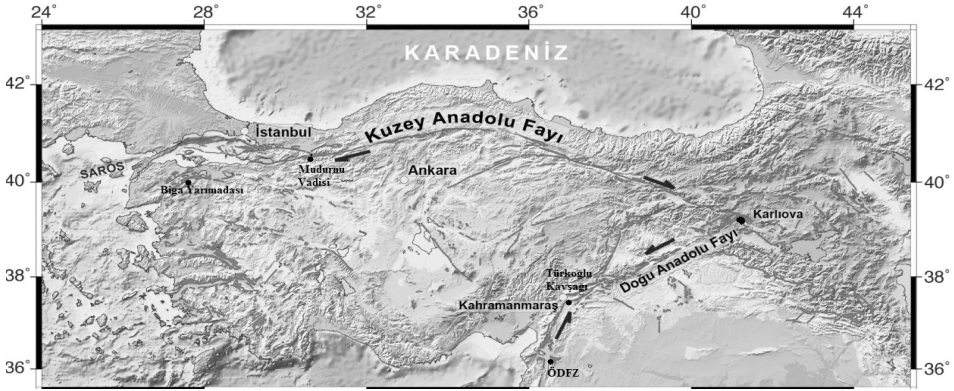 24 28 32 36 40 44
KARADENİZ
42° 42°
Kuzey Anadolu Fayı
İstanbul
SAROS
Mudurnu
Vadisi
Ankara
40° 40°
Biga Yarımadası
Karlıova
Doğu Anadolu Fayı
38° 38°
Türkoğlu
Kavşağı
Kahramanmaraş
36° 36°
ÖDFZ